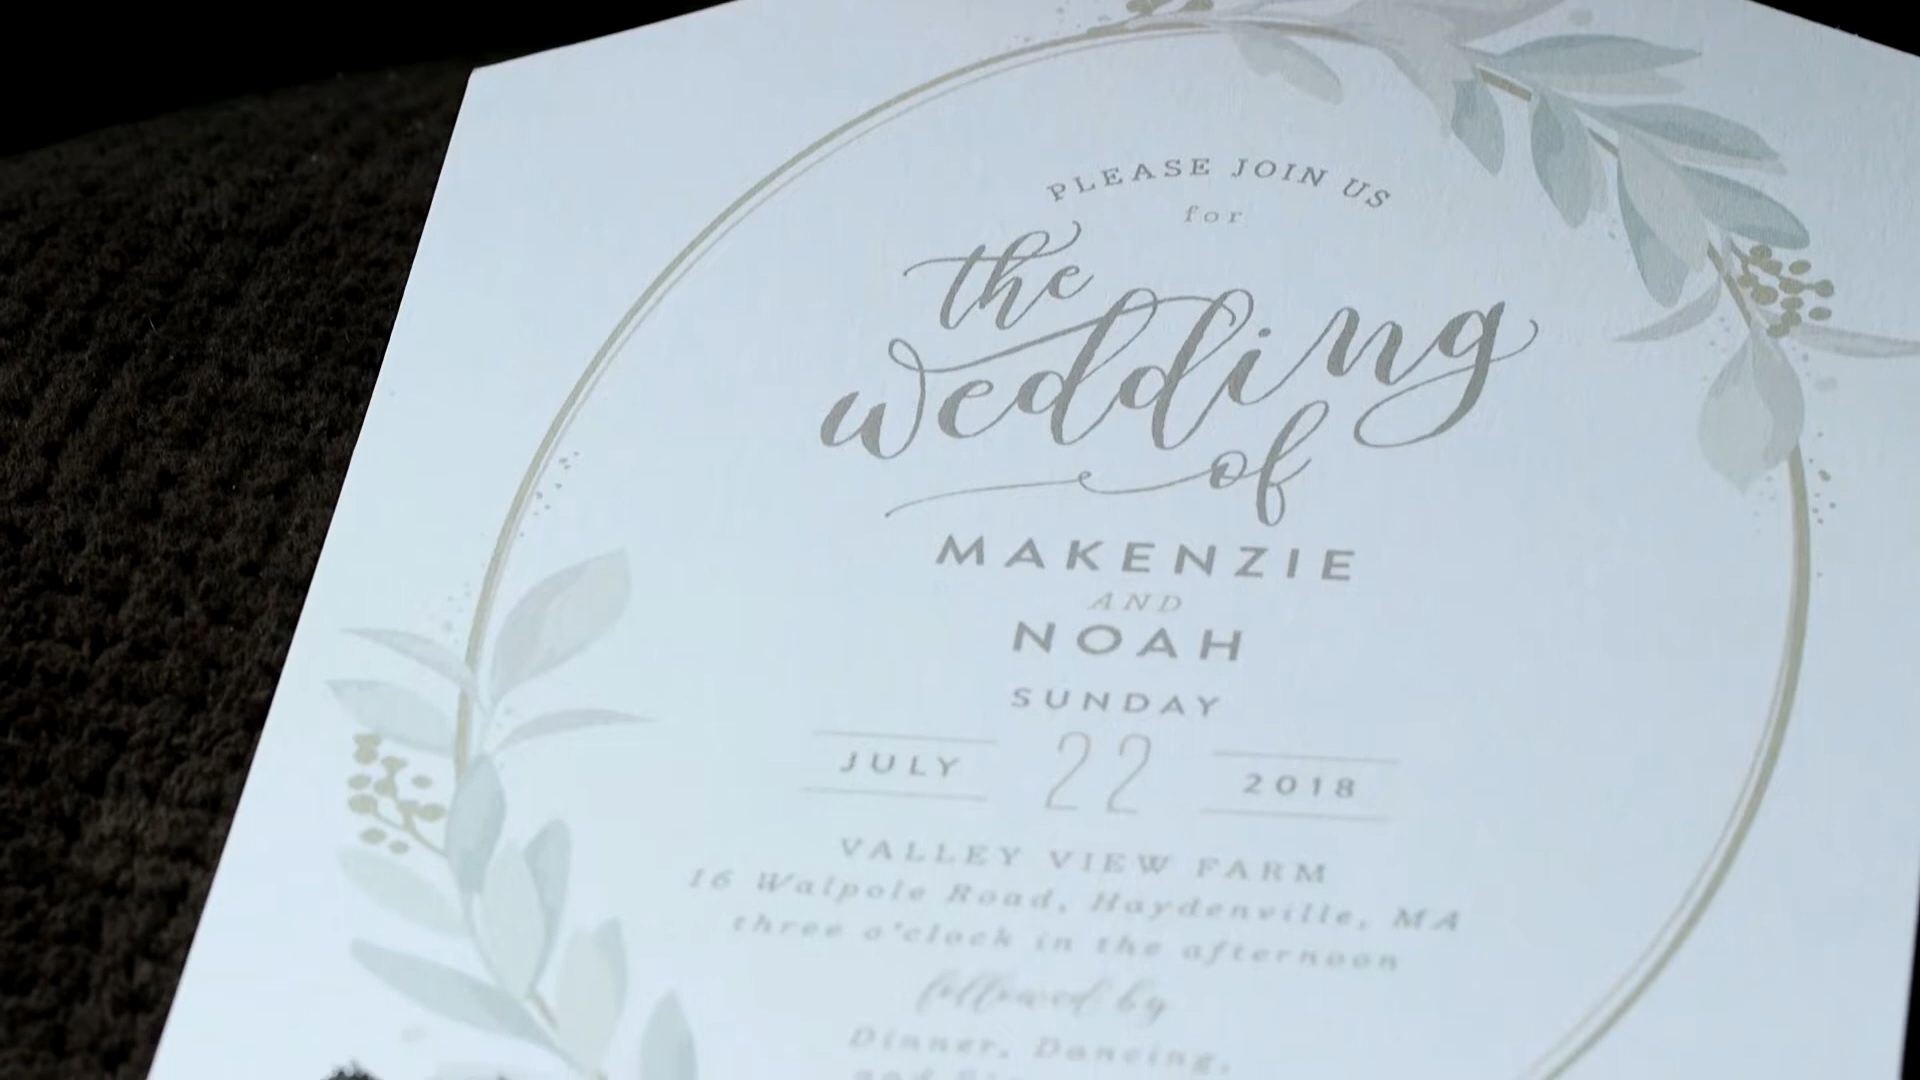 PLEASE JOIN US
for
the
wedding
of
MAKENZIE
AND
NOAH
SUNDAY
JULY 22 2018
VALLEY VIEW FARM
16 Walpole Road, Haydenville, MA
three o'clock in the afternoon
followed by
Dinner, Dancing,
and